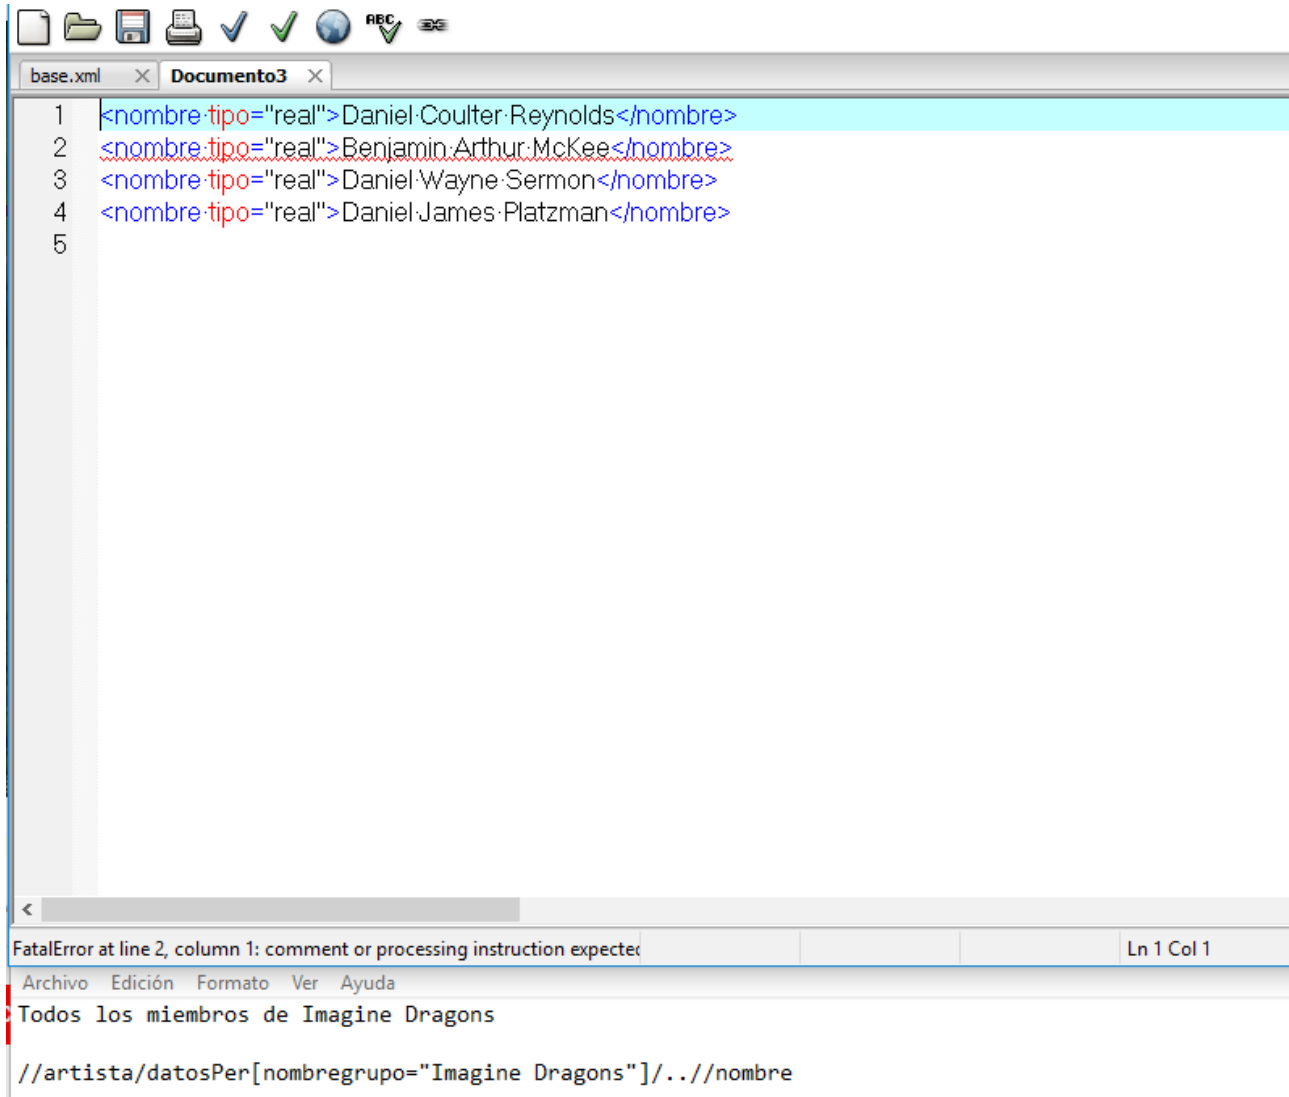 ABC
base.xml
Documento3
1 <nombre tipo="real">Daniel Coulter Reynolds</nombre>
2 <nombre tipo="real">Benjamin Arthur McKee</nombre>
3 <nombre tipo="real">Daniel Wayne Sermon</nombre>
4 <nombre tipo="real">Daniel James Platzman</nombre>
5
FatalError at line 2, column 1: comment or processing instruction expected Ln 1 Col 1
Archivo Edición Formato Ver Ayuda
Todos los miembros de Imagine Dragons
//artista/datosPer[nombregrupo="Imagine Dragons"]/..//nombre